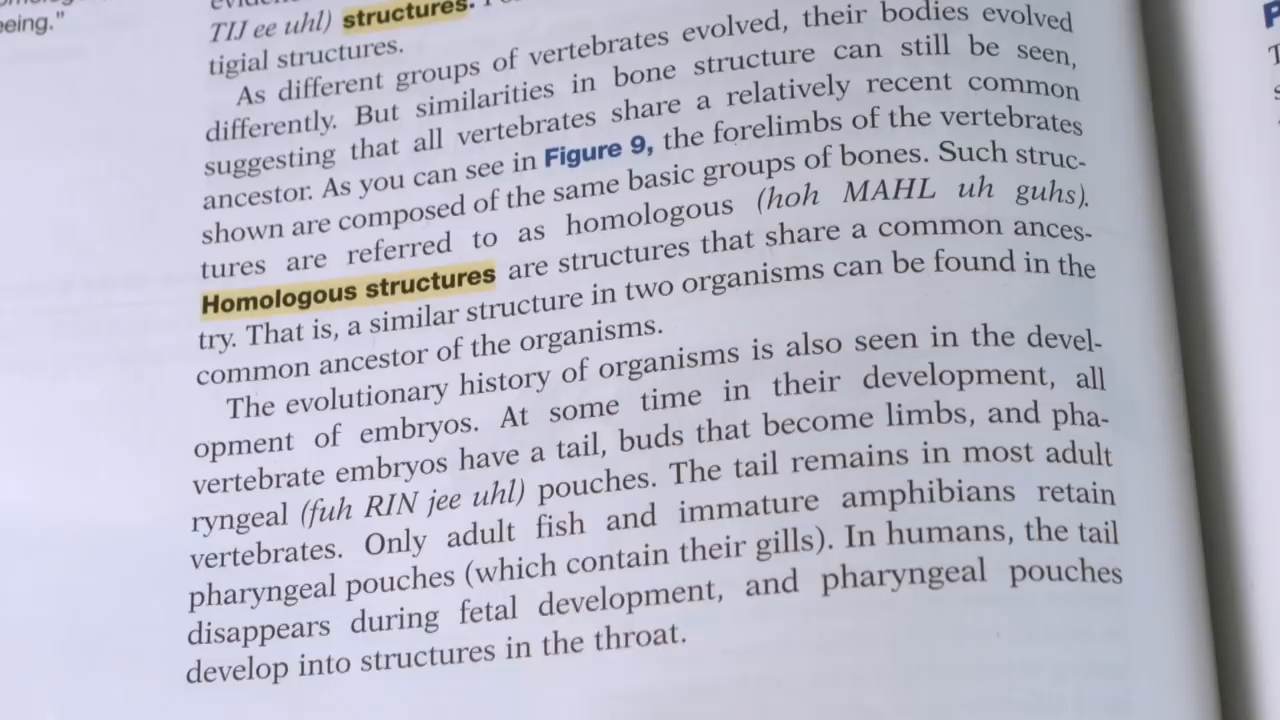 eeing."
TIJ ee uhl) structures.
tigial structures.
As different groups of vertebrates evolved, their bodies evolved
differently. But similarities in bone structure can still be seen,
suggesting that all vertebrates share a relatively recent common
ancestor. As you can see in Figure 9, the forelimbs of the vertebrates
shown are composed of the same basic groups of bones. Such struc-
tures are referred to as homologous (hoh MAHL uh guhs).
Homologous structures are structures that share a common ances-
try. That is, a similar structure in two organisms can be found in the
common ancestor of the organisms.
The evolutionary history of organisms is also seen in the devel-
opment of embryos. At some time in their development, all
vertebrate embryos have a tail, buds that become limbs, and pha-
ryngeal (fuh RIN jee uhl) pouches. The tail remains in most adult
vertebrates. Only adult fish and immature amphibians retain
pharyngeal pouches (which contain their gills). In humans, the tail
disappears during fetal development, and pharyngeal pouches
develop into structures in the throat.